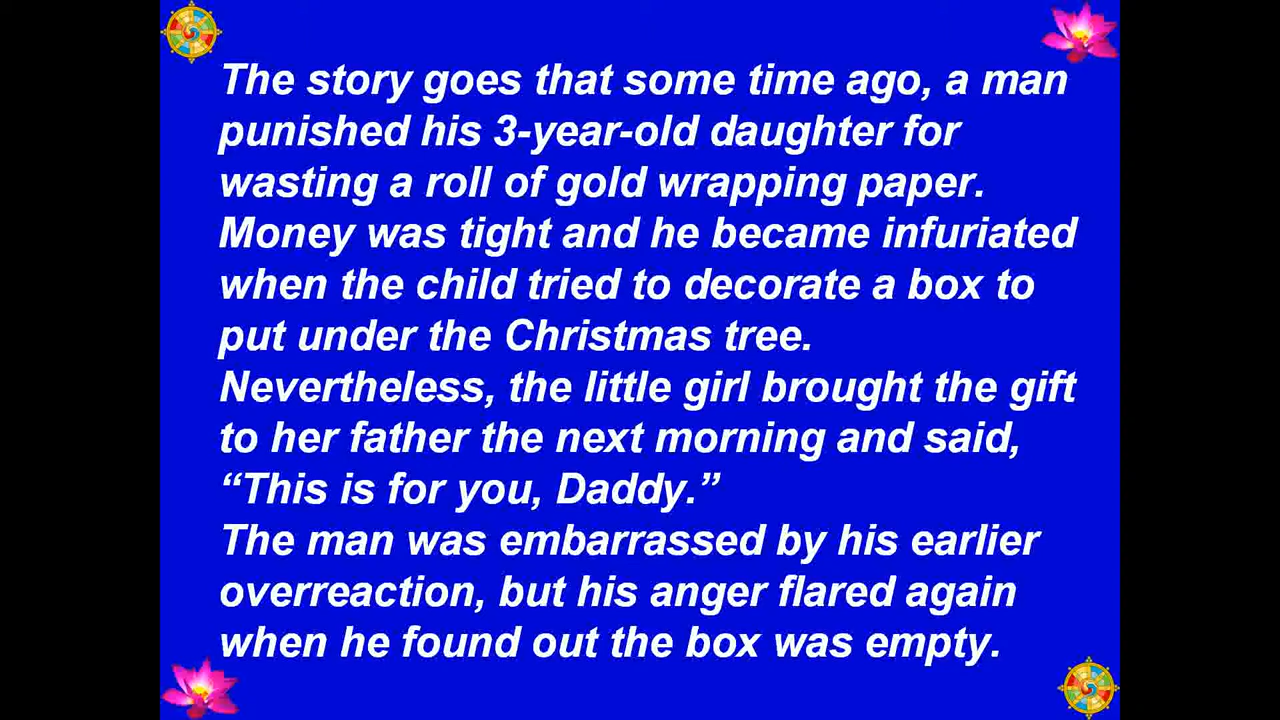 The story goes that some time ago, a man
punished his 3-year-old daughter for
wasting a roll of gold wrapping paper.
Money was tight and he became infuriated
when the child tried to decorate a box to
put under the Christmas tree.
Nevertheless, the little girl brought the gift
to her father the next morning and said,
“This is for you, Daddy.”
The man was embarrassed by his earlier
overreaction, but his anger flared again
when he found out the box was empty.